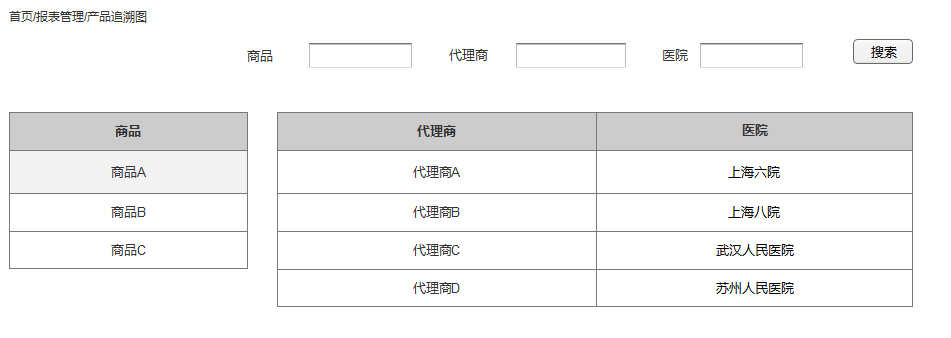 首页/报表管理/产品追溯图
商品 代理商 医院 搜索
商品 代理商 医院
商品A 代理商A 上海六院
商品B 代理商B 上海八院
商品C 代理商C 武汉人民医院
代理商D 苏州人民医院